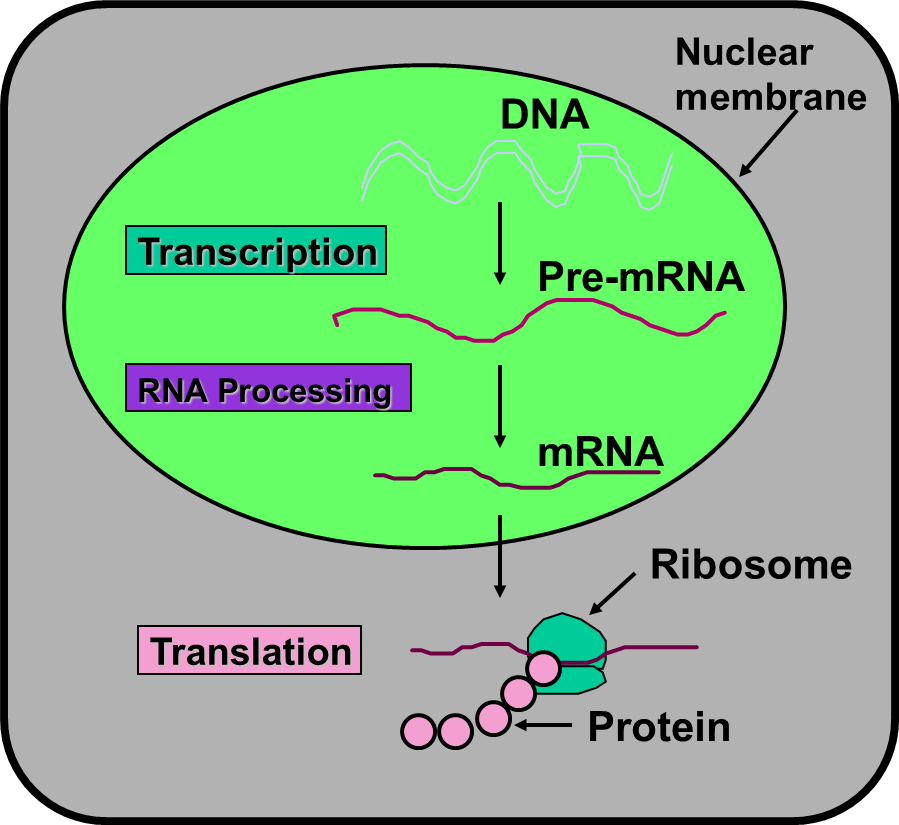 Nuclear
membrane
DNA
Transcription
Pre-mRNA
RNA Processing
mRNA
Ribosome
Translation
Protein